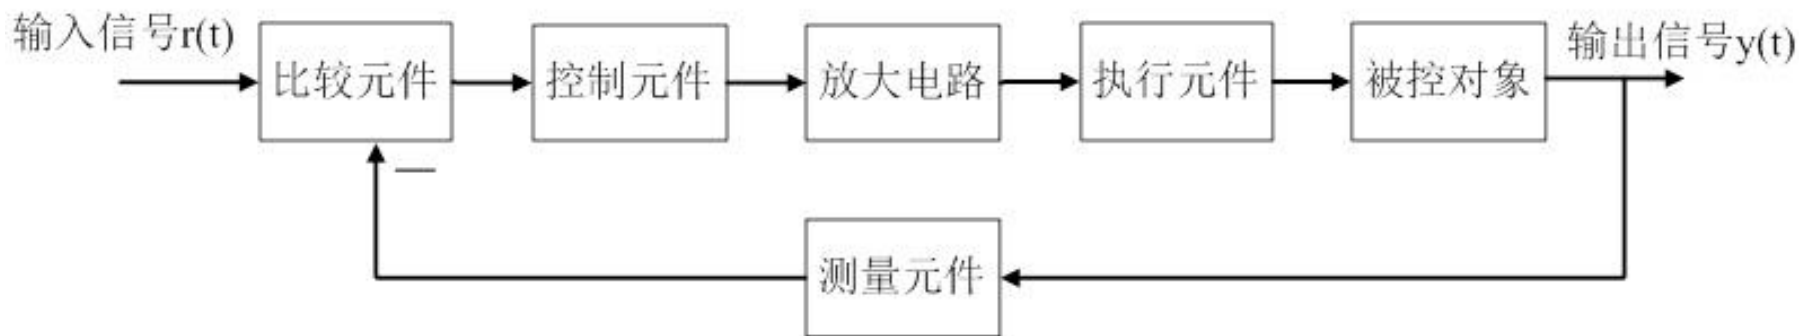 输入信号r(t)
比较元件
控制元件
放大电路
执行元件
被控对象
输出信号y(t)
—
测量元件